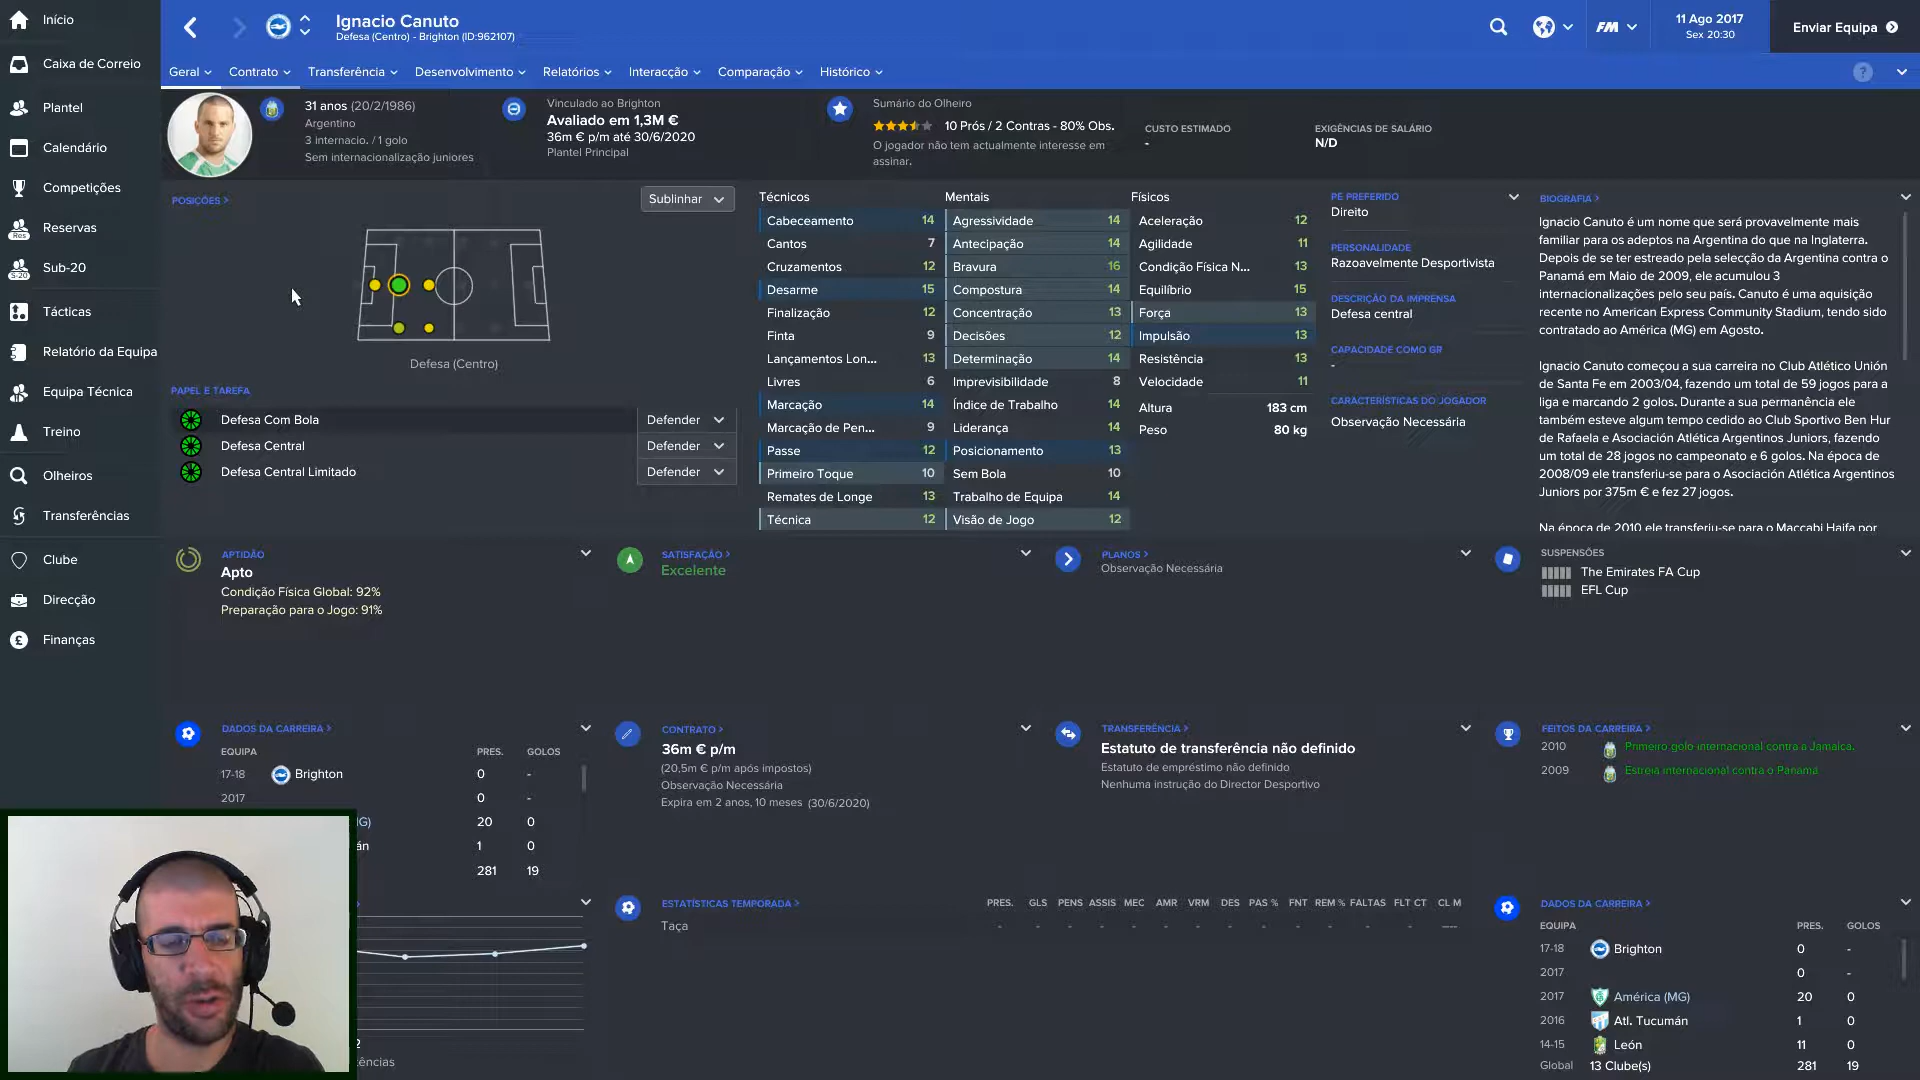 Início
Caixa de Correio
Plantel
Calendário
Competições
Reservas
Sub-20
Tácticas
Relatório da Equipa
Equipa Técnica
Treino
Olheiros
Transferências
Clube
Direcção
Finanças
Ignacio Canuto
Defesa (Centro) - Brighton (ID:962107)
FM
11 Ago 2017
Sex 20:30
Enviar Equipa
Geral
Contrato
Transferência
Desenvolvimento
Relatórios
Interacção
Comparação
Histórico
?
31 anos (20/2/1986)
Argentino
3 internacio. / 1 golo
Sem internacionalização juniores
Vinculado ao Brighton
Avaliado em 1,3M €
36m € p/m até 30/6/2020
Plantel Principal
Sumário do Olheiro
10 Prós / 2 Contras - 80% Obs.
O jogador não tem actualmente interesse em
assinar.
CUSTO ESTIMADO
-
EXIGÊNCIAS DE SALÁRIO
N/D
POSIÇÕES >
Sublinhar
Defesa (Centro)
PAPEL E TAREFA
Defesa Com Bola Defender
Defesa Central Defender
Defesa Central Limitado Defender
Técnicos
Cabeceamento 14
Cantos 7
Cruzamentos 12
Desarme 15
Finalização 12
Finta 9
Lançamentos Lon... 13
Livres 6
Marcação 14
Marcação de Pen... 9
Passe 12
Primeiro Toque 10
Remates de Longe 13
Técnica 12
Mentais
Agressividade 14
Antecipação 14
Bravura 16
Compostura 14
Concentração 13
Decisões 12
Determinação 14
Imprevisibilidade 8
Índice de Trabalho 14
Liderança 14
Posicionamento 13
Sem Bola 10
Trabalho de Equipa 14
Visão de Jogo 12
Físicos
Aceleração 12
Agilidade 11
Condição Física N... 13
Equilíbrio 15
Força 13
Impulsão 13
Resistência 13
Velocidade 11
Altura 183 cm
Peso 80 kg
PÉ PREFERIDO
Direito
PERSONALIDADE
Razoavelmente Desportivista
DESCRIÇÃO DA IMPRENSA
Defesa central
CAPACIDADE COMO GR
-
CARACTERÍSTICAS DO JOGADOR
Observação Necessária
BIOGRAFIA >
Ignacio Canuto é um nome que será provavelmente mais
familiar para os adeptos na Argentina do que na Inglaterra.
Depois de se ter estreado pela selecção da Argentina contra o
Panamá em Maio de 2009, ele acumulou 3
internacionalizações pelo seu país. Canuto é uma aquisição
recente no American Express Community Stadium, tendo sido
contratado ao América (MG) em Agosto.
Ignacio Canuto começou a sua carreira no Club Atlético Unión
de Santa Fe em 2003/04, fazendo um total de 59 jogos para a
liga e marcando 2 golos. Durante a sua permanência ele
também esteve algum tempo cedido ao Club Sportivo Ben Hur
de Rafaela e Asociación Atlética Argentinos Juniors, fazendo
um total de 28 jogos no campeonato e 6 golos. Na época de
2008/09 ele transferiu-se para o Asociación Atlética Argentinos
Juniors por 375m € e fez 27 jogos.
Na época de 2010 ele transferiu-se para o Maccabi Haifa por
APTIDÃO
Apto
Condição Física Global: 92%
Preparação para o Jogo: 91%
SATISFAÇÃO >
Excelente
PLANOS >
Observação Necessária
SUSPENSÕES
The Emirates FA Cup
EFL Cup
DADOS DA CARREIRA >
EQUIPA PRES. GOLOS
17-18 Brighton 0 -
2017 0 -
G) 20 0
án 1 0
281 19
CONTRATO >
36m € p/m
(20,5m € p/m após impostos)
Observação Necessária
Expira em 2 anos, 10 meses (30/6/2020)
TRANSFERÊNCIA >
Estatuto de transferência não definido
Estatuto de empréstimo não definido
Nenhuma instrução do Director Desportivo
FEITOS DA CARREIRA >
2010 Primeiro golo internacional contra a Jamaica.
2009 Estreia internacional contra o Panamá
2
ências
ESTATÍSTICAS TEMPORADA >
PRES. GLS PENS ASSIS MEC AMR VRM DES PAS % FNT REM % FALTAS FLT CT CL M
Taça - - - - - - - - - - - - - ---
DADOS DA CARREIRA >
EQUIPA PRES. GOLOS
17-18 Brighton 0 -
2017 0 -
2017 América (MG) 20 0
2016 Atl. Tucumán 1 0
14-15 León 11 0
Global 13 Clube(s) 281 19